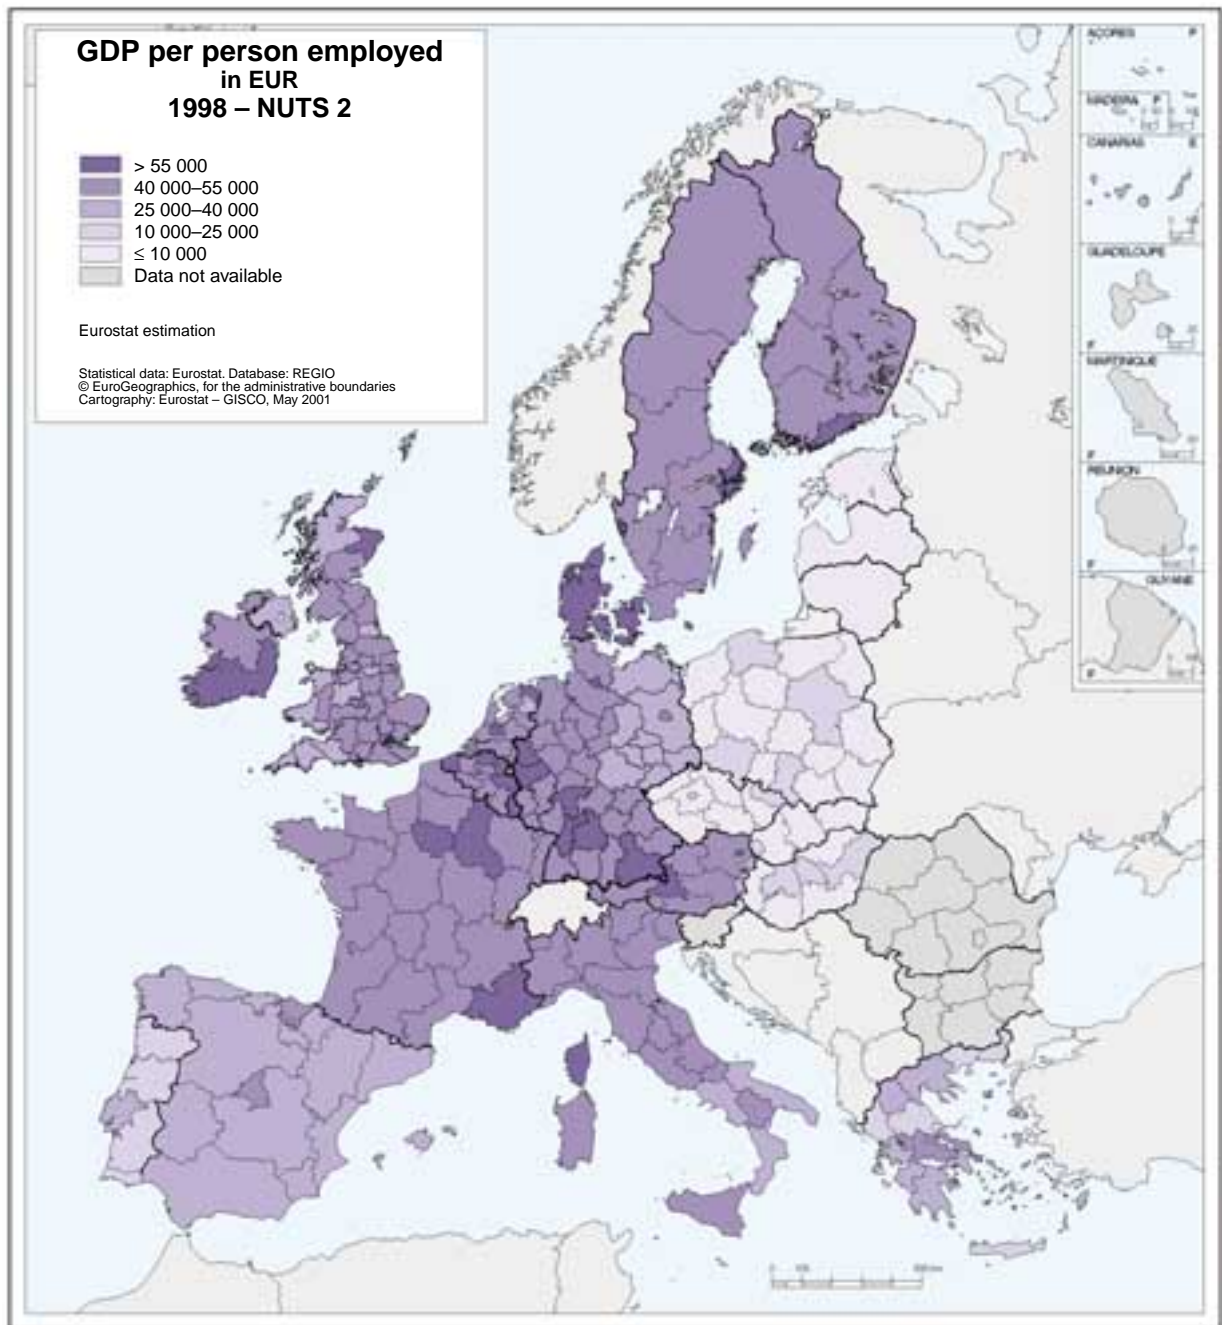 GDP per person employed
in EUR
1998 – NUTS 2
> 55 000
40 000–55 000
25 000–40 000
10 000–25 000
≤ 10 000
Data not available
Eurostat estimation
Statistical data: Eurostat. Database: REGIO
© EuroGeographics, for the administrative boundaries
Cartography: Eurostat – GISCO, May 2001
AÇORES P
MADEIRA P
CANARIAS E
GUADELOUPE
F
MARTINIQUE
F
REUNION
F
GUYANE
F
0